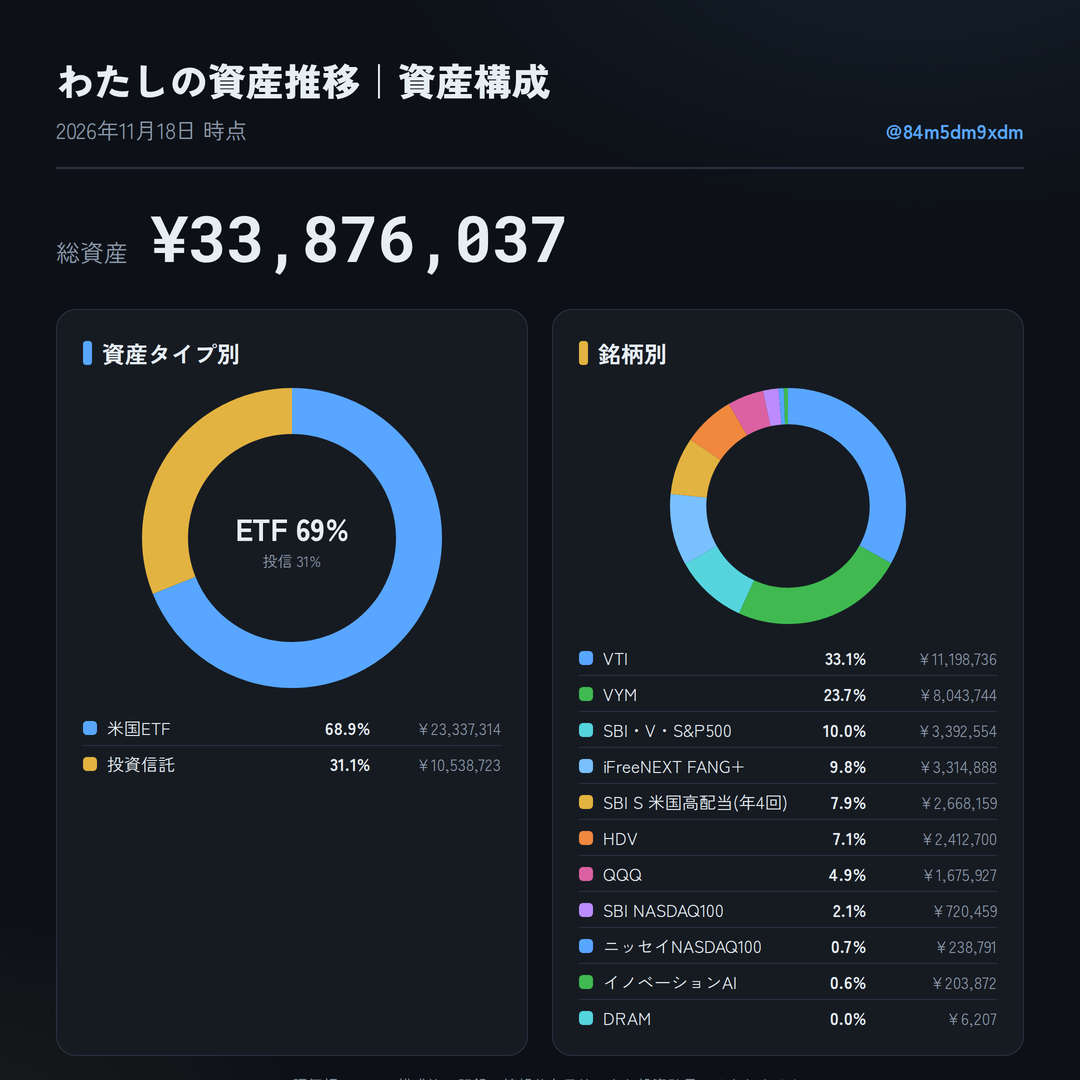 わたしの資産推移｜資産構成
2026年11月18日 時点
@84m5dm9xdm
総資産 ¥33,876,037
資産タイプ別
ETF 69%
投信 31%
米国ETF 68.9% ¥23,337,314
投資信託 31.1% ¥10,538,723
銘柄別
VTI 33.1% ¥11,198,736
VYM 23.7% ¥8,043,744
SBI・V・S&P500 10.0% ¥3,392,554
iFreeNEXT FANG＋ 9.8% ¥3,314,888
SBI S 米国高配当(年4回) 7.9% ¥2,668,159
HDV 7.1% ¥2,412,700
QQQ 4.9% ¥1,675,927
SBI NASDAQ100 2.1% ¥720,459
ニッセイNASDAQ100 0.7% ¥238,791
イノベーションAI 0.6% ¥203,872
DRAM 0.0% ¥6,207